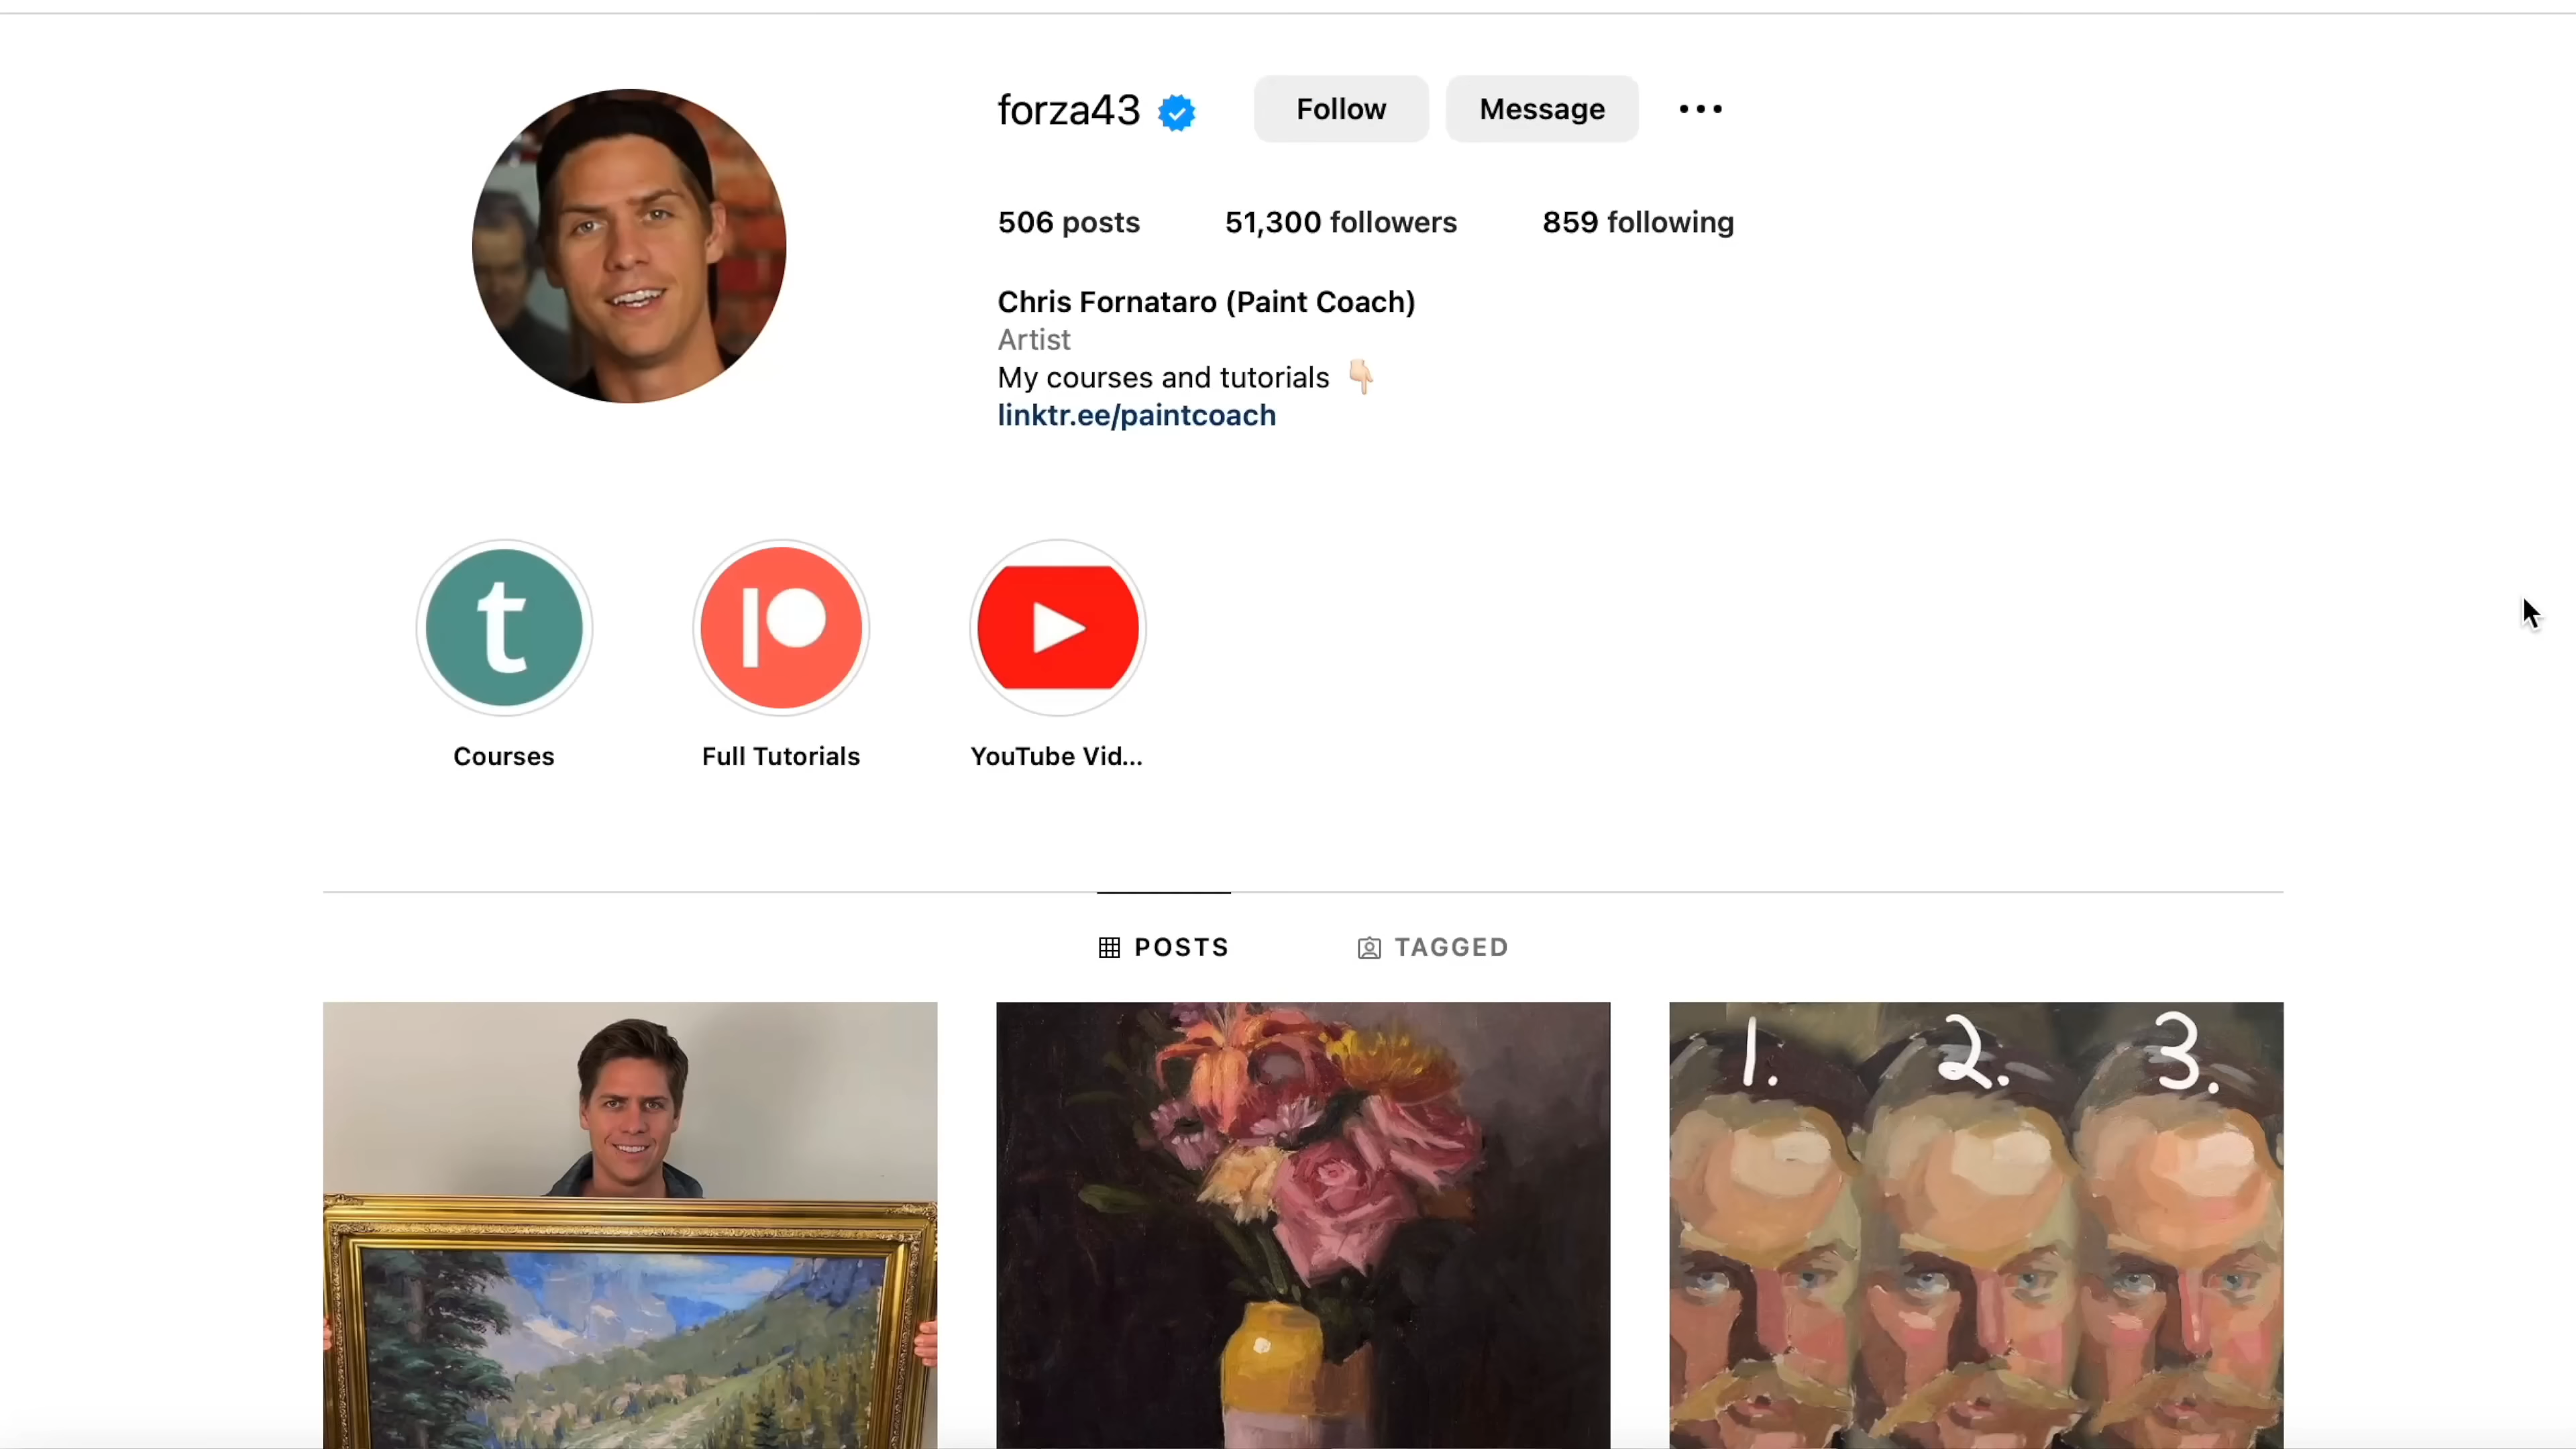 forza43 Follow Message
506 posts 51,300 followers 859 following
Chris Fornataro (Paint Coach)
Artist
My courses and tutorials 👇🏻
linktr.ee/paintcoach
t
Courses Full Tutorials YouTube Vid...
POSTS TAGGED
1. 2. 3.